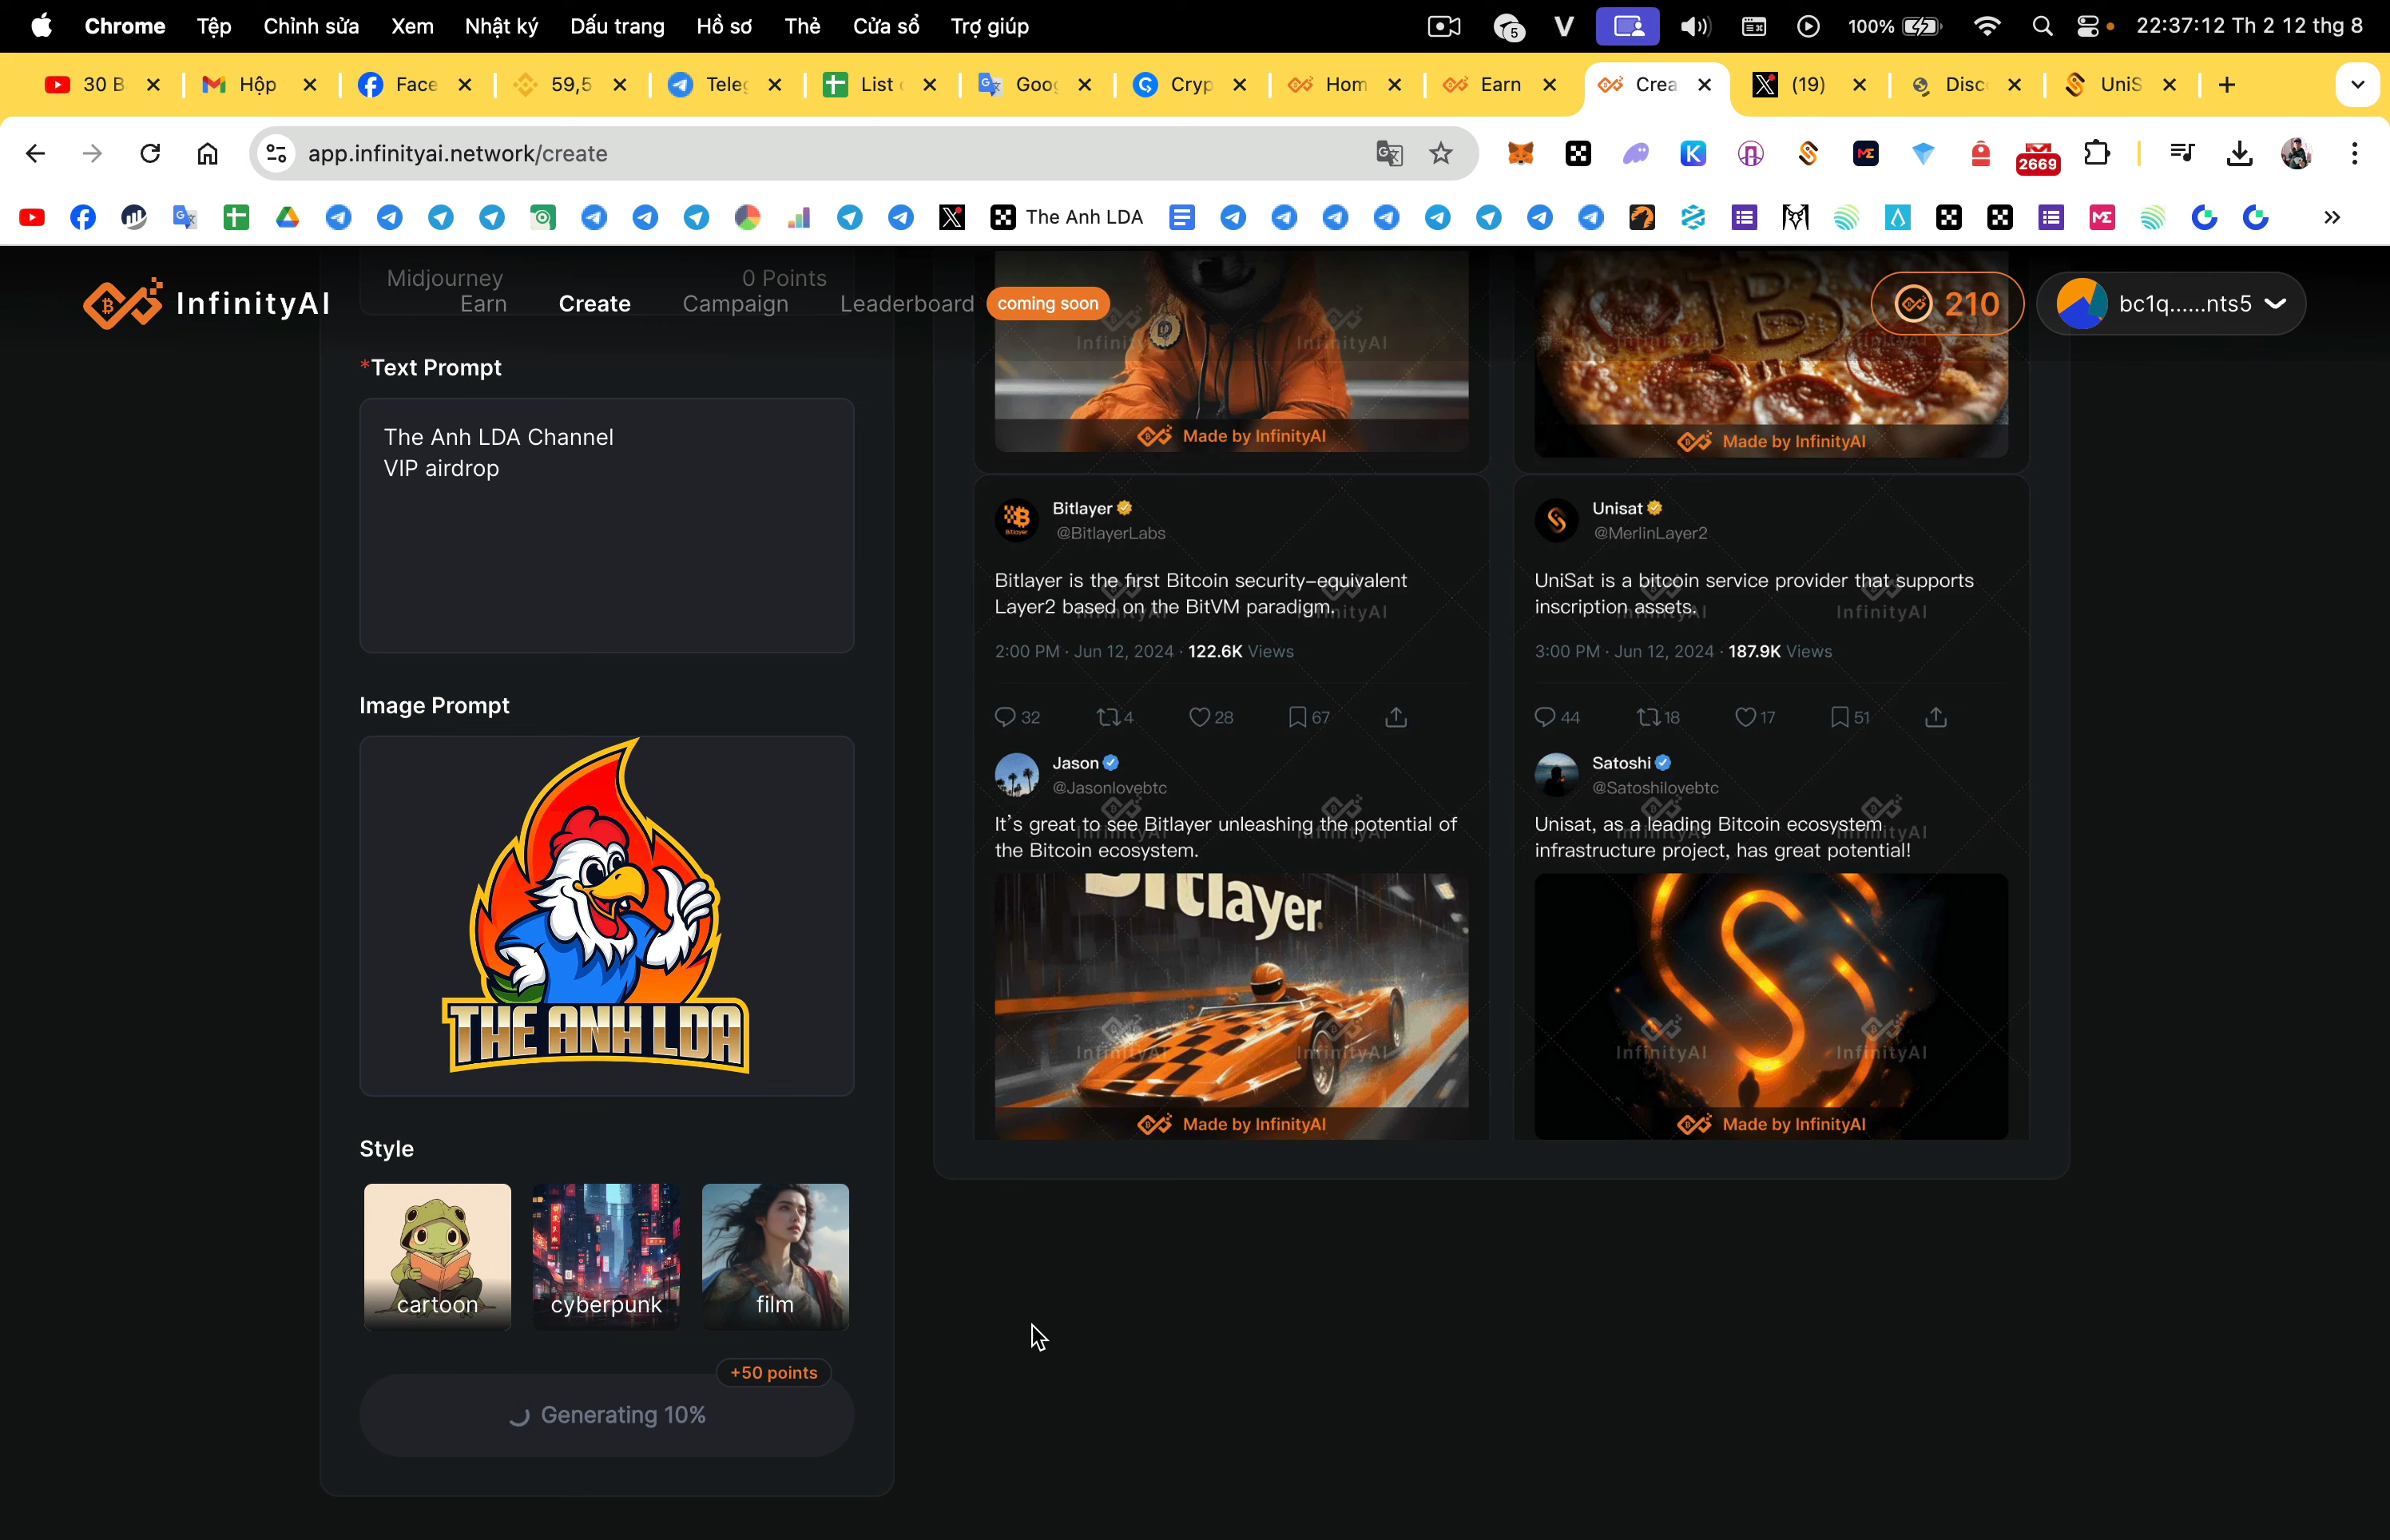 Chrome Tệp Chỉnh sửa Xem Nhật ký Dấu trang Hồ sơ Thẻ Cửa sổ Trợ giúp 5 V 100% 22:37:12 Th 2 12 thg 8
30 B Hộp Face 59,5 Teleg List Goog Cryp Hom Earn Crea (19) Disc UniS
app.infinityai.network/create 2669
The Anh LDA
Midjourney 0 Points
InfinityAI Earn Create Campaign Leaderboard coming soon 210 bc1q......nts5
*Text Prompt
The Anh LDA Channel
VIP airdrop
Image Prompt
THE ANH LDA
Style
cartoon cyberpunk film
+50 points
Generating 10%
Made by InfinityAI
Made by InfinityAI
Bitlayer
@BitlayerLabs
Bitlayer is the first Bitcoin security-equivalent
Layer2 based on the BitVM paradigm.
2:00 PM · Jun 12, 2024 · 122.6K Views
32 4 28 67
Jason
@Jasonlovebtc
It's great to see Bitlayer unleashing the potential of
the Bitcoin ecosystem.
Bitlayer
Made by InfinityAI
Unisat
@MerlinLayer2
UniSat is a bitcoin service provider that supports
inscription assets.
3:00 PM · Jun 12, 2024 · 187.9K Views
44 18 17 51
Satoshi
@Satoshilovebtc
Unisat, as a leading Bitcoin ecosystem
infrastructure project, has great potential!
Made by InfinityAI